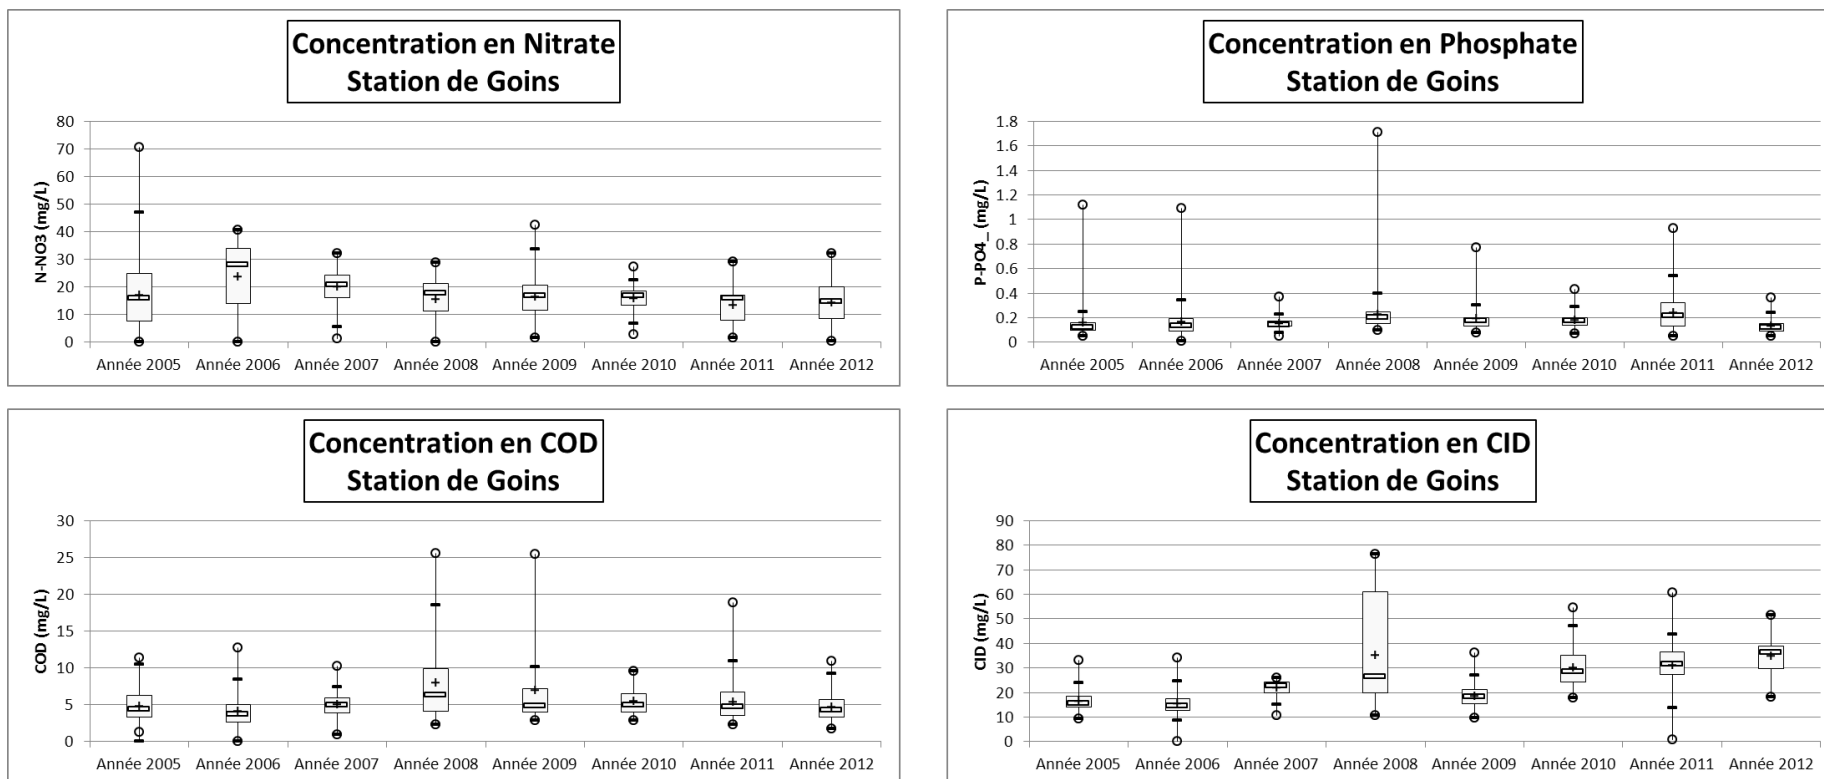 Concentration en Nitrate
Station de Goins
N-NO3 (mg/L)
80
70
60
50
40
30
20
10
0
Année 2005 Année 2006 Année 2007 Année 2008 Année 2009 Année 2010 Année 2011 Année 2012
Concentration en Phosphate
Station de Goins
P-PO4_ (mg/L)
1.8
1.6
1.4
1.2
1
0.8
0.6
0.4
0.2
0
Année 2005 Année 2006 Année 2007 Année 2008 Année 2009 Année 2010 Année 2011 Année 2012
Concentration en COD
Station de Goins
COD (mg/L)
30
25
20
15
10
5
0
Année 2005 Année 2006 Année 2007 Année 2008 Année 2009 Année 2010 Année 2011 Année 2012
Concentration en CID
Station de Goins
CID (mg/L)
90
80
70
60
50
40
30
20
10
0
Année 2005 Année 2006 Année 2007 Année 2008 Année 2009 Année 2010 Année 2011 Année 2012